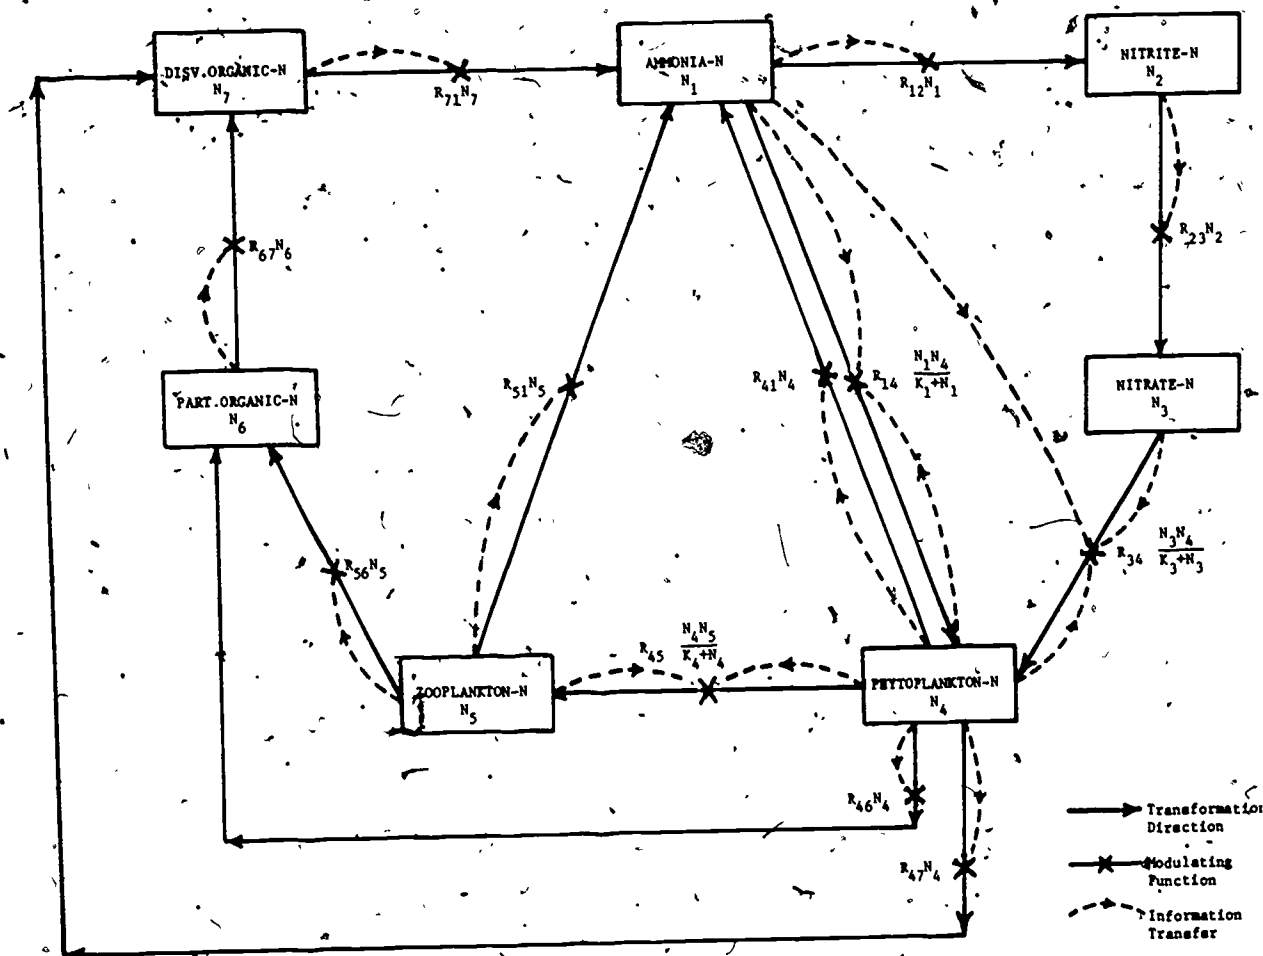 DISV.ORGANIC-N
N7
R71N7
AMMONIA-N
N1
R12N1
NITRITE-N
N2
R23N2
R67N6
PART.ORGANIC-N
N6
R51N5
R41N4
R14 N1N4
K1+N1
NITRATE-N
N3
R34 N3N4
K3+N3
R56N5
ZOOPLANKTON-N
N5
R45 N4N5
K4+N4
PHYTOPLANKTON-N
N4
R46N4
R47N4
Transformation
Direction
Modulating
Function
Information
Transfer